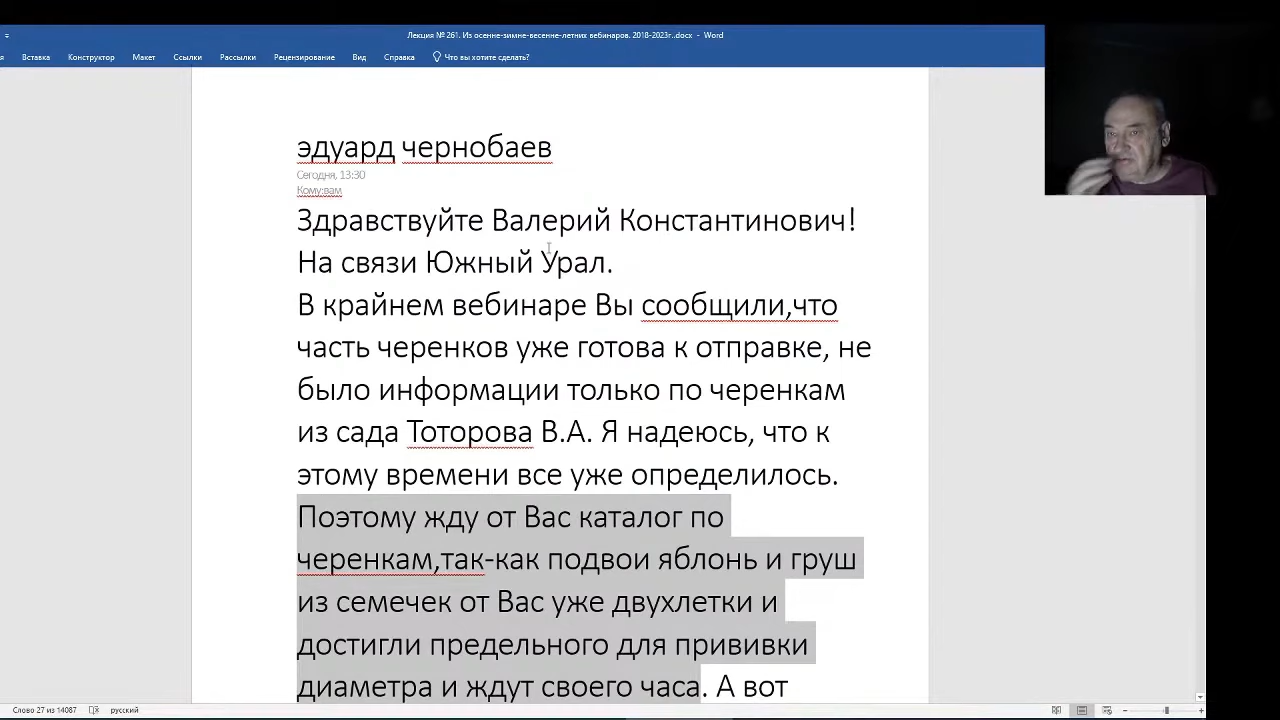 Лекция № 261. Из осенне-зимне-весенне-летних вебинаров. 2018-2023г..docx - Word
я Вставка Конструктор Макет Ссылки Рассылки Рецензирование Вид Справка Что вы хотите сделать?
эдуард чернобаев
Сегодня, 13:30
Кому:вам
Здравствуйте Валерий Константинович!
На связи Южный Урал.
В крайнем вебинаре Вы сообщили,что
часть черенков уже готова к отправке, не
было информации только по черенкам
из сада Тоторова В.А. Я надеюсь, что к
этому времени все уже определилось.
Поэтому жду от Вас каталог по
черенкам,так-как подвои яблонь и груш
из семечек от Вас уже двухлетки и
достигли предельного для прививки
диаметра и ждут своего часа. А вот
Слово 27 из 14087 русский